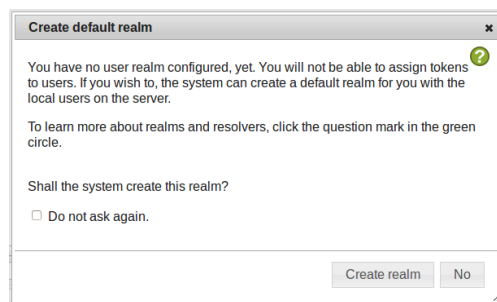 Create default realm
You have no user realm configured, yet. You will not be able to assign tokens
to users. If you wish to, the system can create a default realm for you with the
local users on the server.
To learn more about realms and resolvers, click the question mark in the green
circle.
Shall the system create this realm?
Do not ask again.
Create realm No